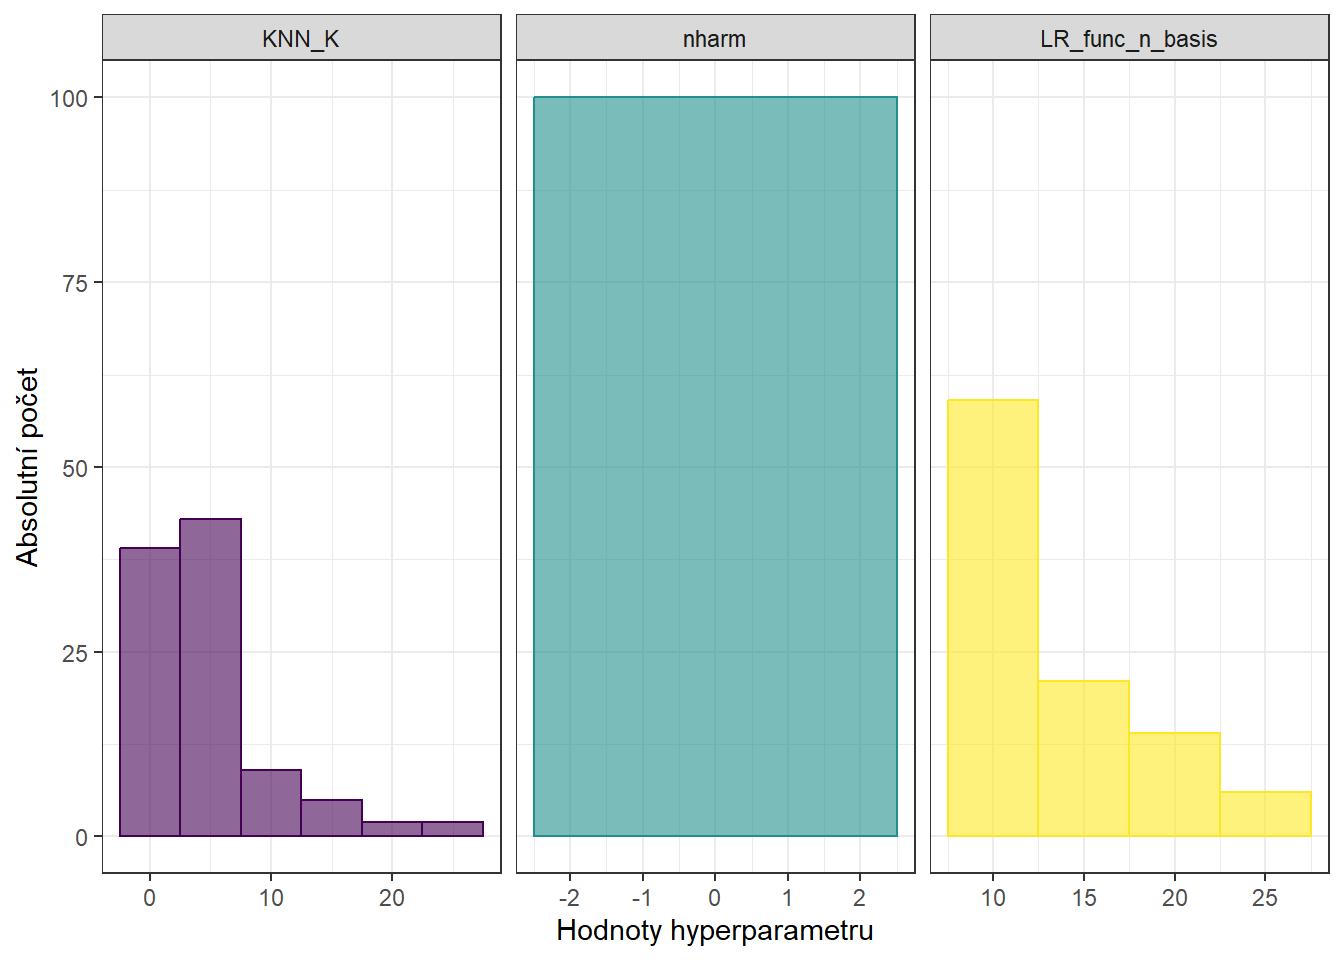 KNN_K
nharm
LR_func_n_basis
100
75
50
25
0
Absolutní počet
0 10 20
-2 -1 0 1 2
10 15 20 25
Hodnoty hyperparametru